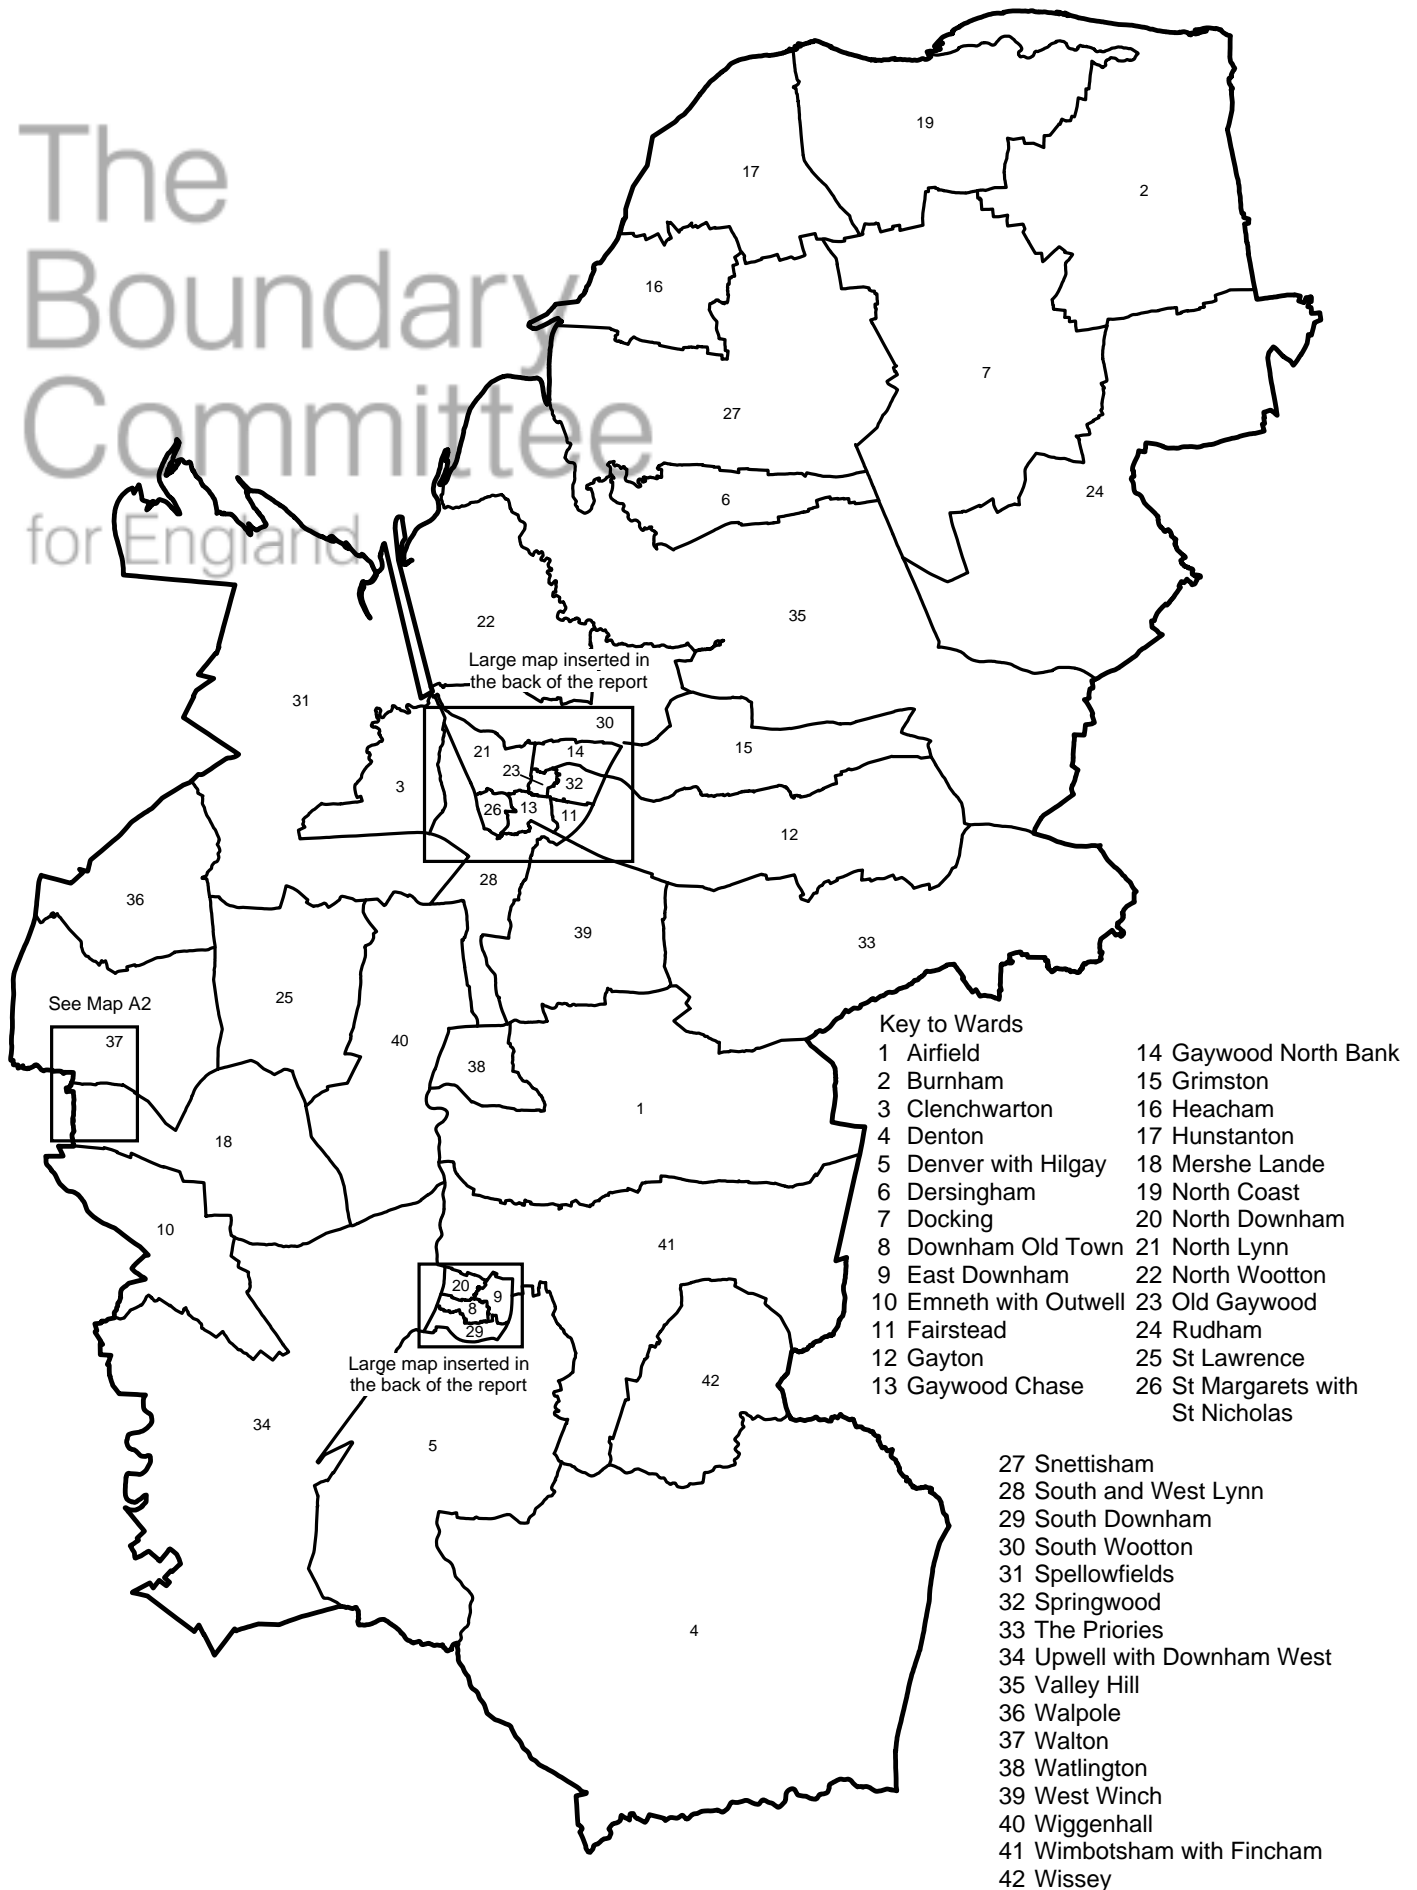 The
Boundary
Committee
for England
19
17
2
16
7
27
24
6
35
22
Large map inserted in
the back of the report
31
30
21
14
15
23
32
3
26
13
11
12
28
36
39
33
25
See Map A2
37
40
38
1
18
10
41
20
9
8
29
Large map inserted in
the back of the report
42
34
5
4
Key to Wards
1 Airfield
2 Burnham
3 Clenchwarton
4 Denton
5 Denver with Hilgay
6 Dersingham
7 Docking
8 Downham Old Town
9 East Downham
10 Emneth with Outwell
11 Fairstead
12 Gayton
13 Gaywood Chase
14 Gaywood North Bank
15 Grimston
16 Heacham
17 Hunstanton
18 Mershe Lande
19 North Coast
20 North Downham
21 North Lynn
22 North Wootton
23 Old Gaywood
24 Rudham
25 St Lawrence
26 St Margarets with
St Nicholas
27 Snettisham
28 South and West Lynn
29 South Downham
30 South Wootton
31 Spellowfields
32 Springwood
33 The Priories
34 Upwell with Downham West
35 Valley Hill
36 Walpole
37 Walton
38 Watlington
39 West Winch
40 Wiggenhall
41 Wimbotsham with Fincham
42 Wissey